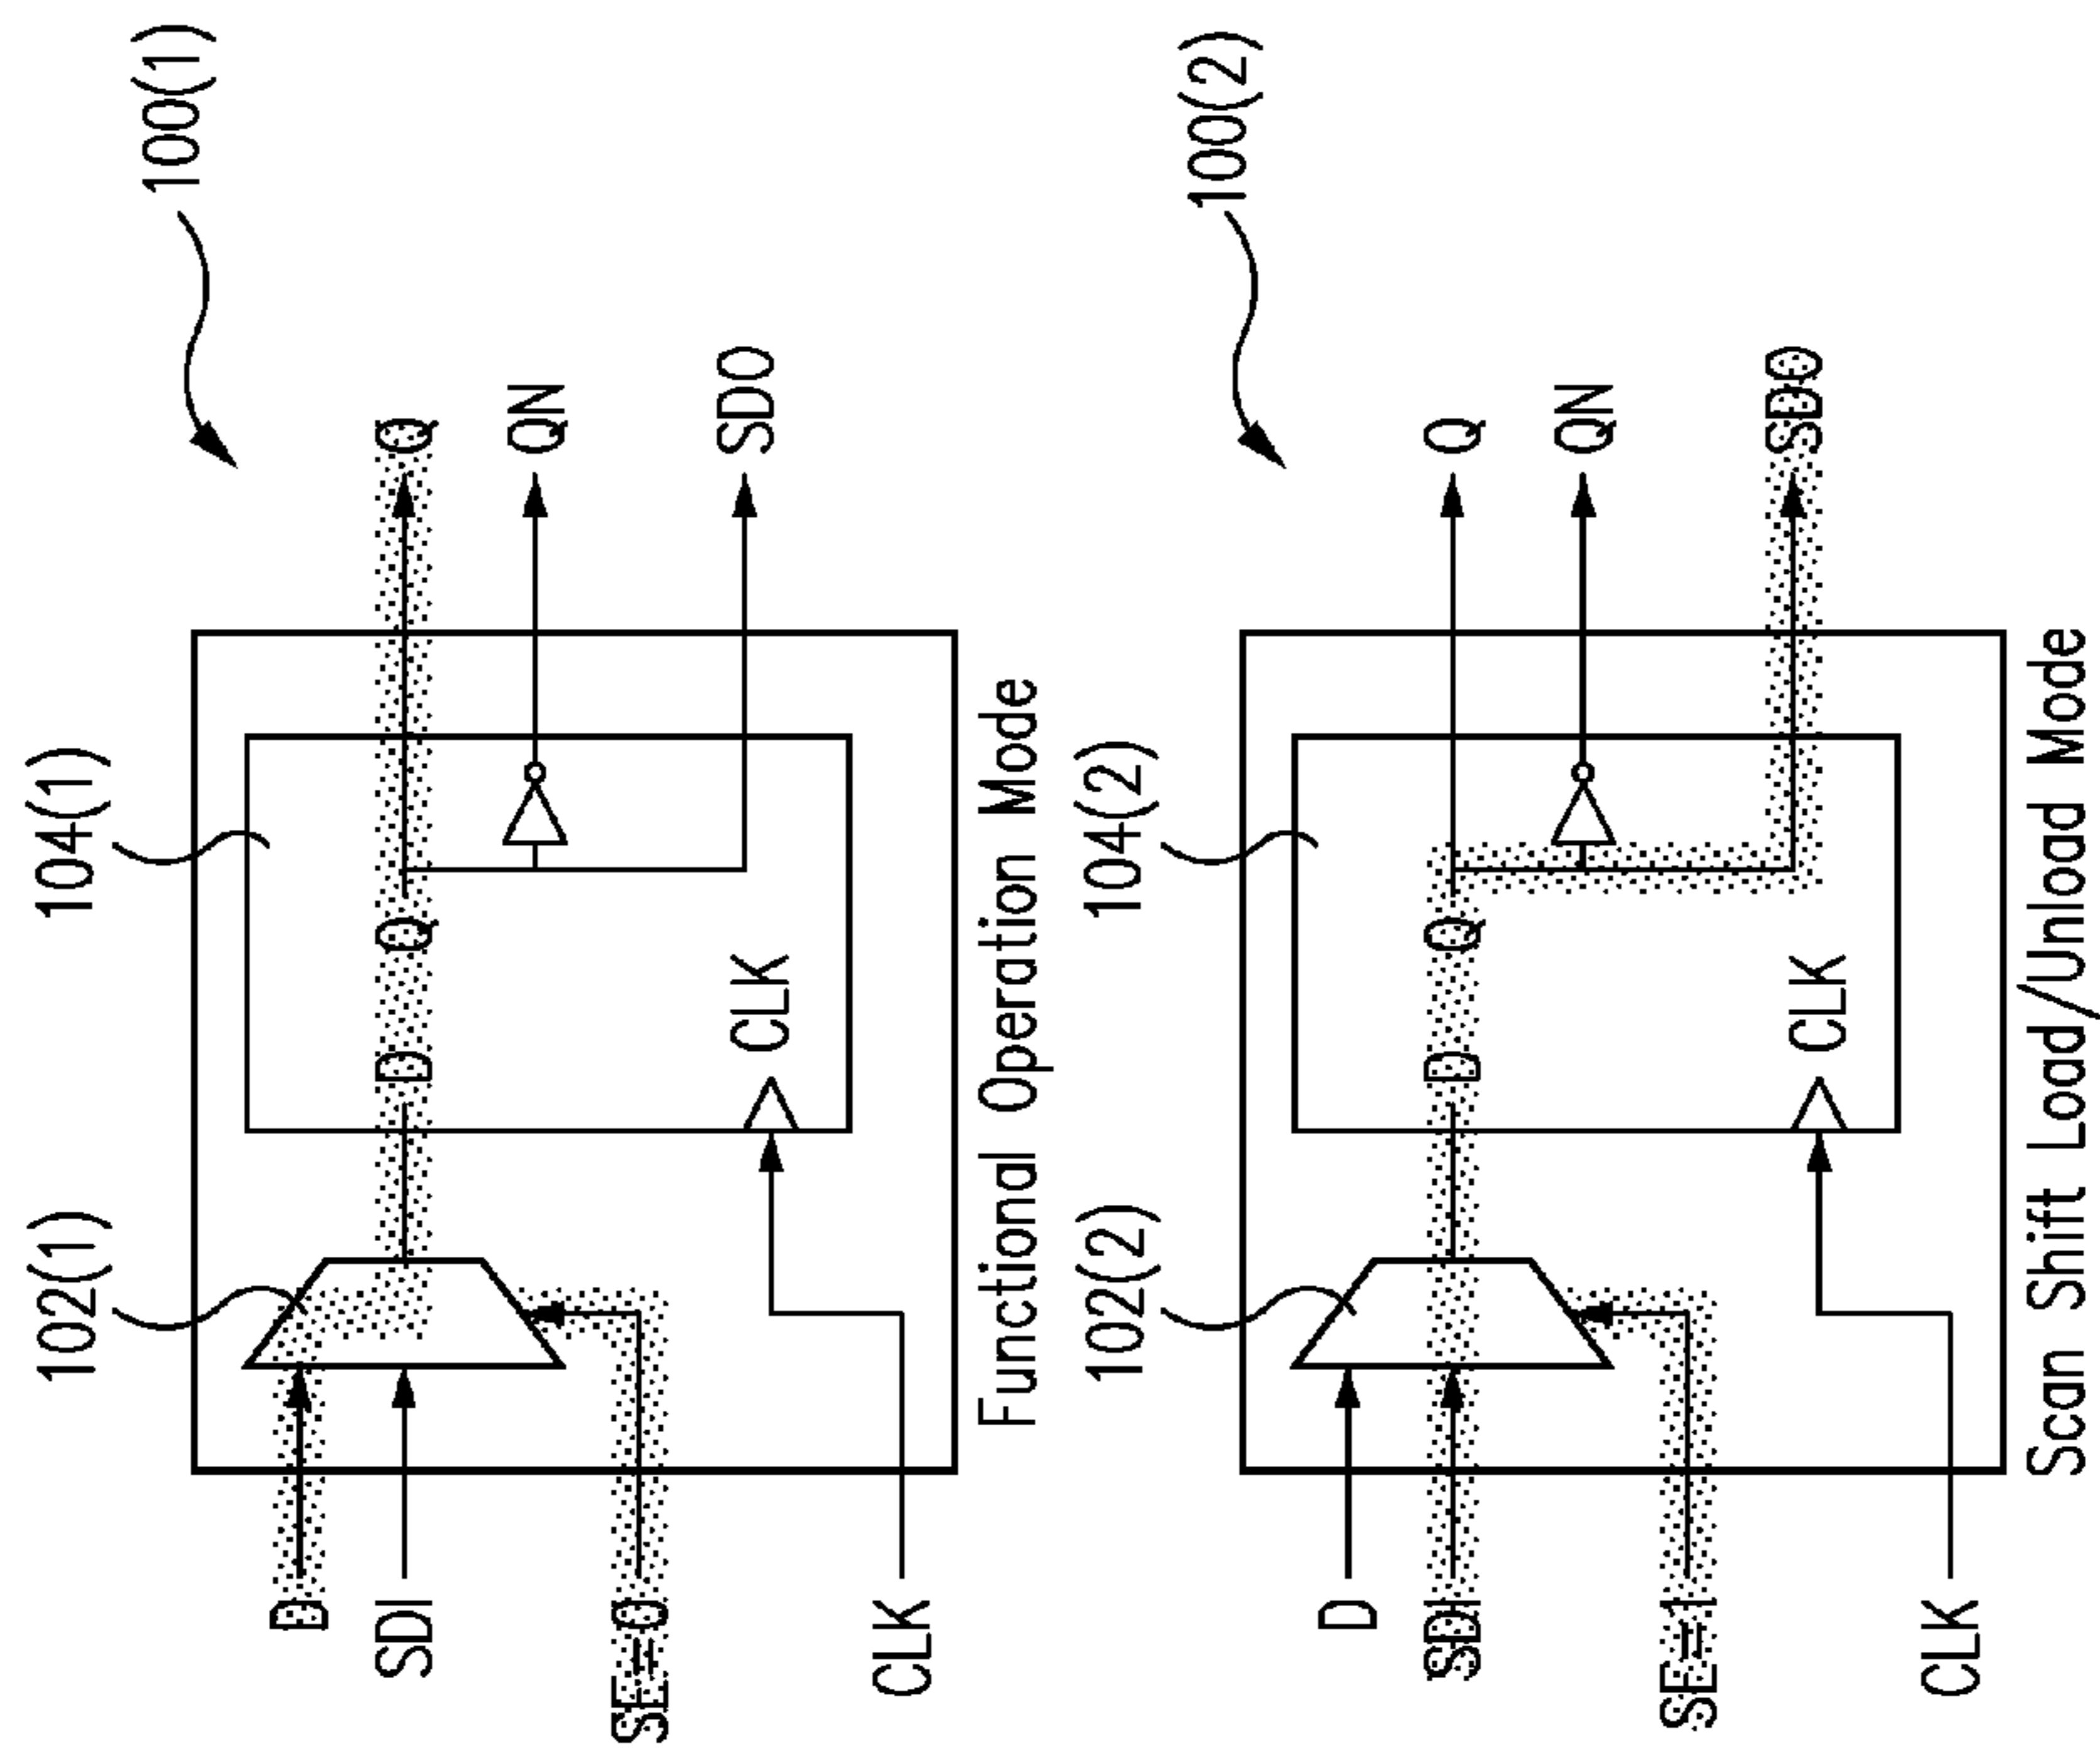 100(1)
102(1)
104(1)
D
SDI
SE=0
CLK
D
Q
CLK
Q
QN
SDO
Functional Operation Mode
100(2)
102(2)
104(2)
D
SDI
SE=1
CLK
D
Q
CLK
Q
QN
SDO
Scan Shift Load/Unload Mode